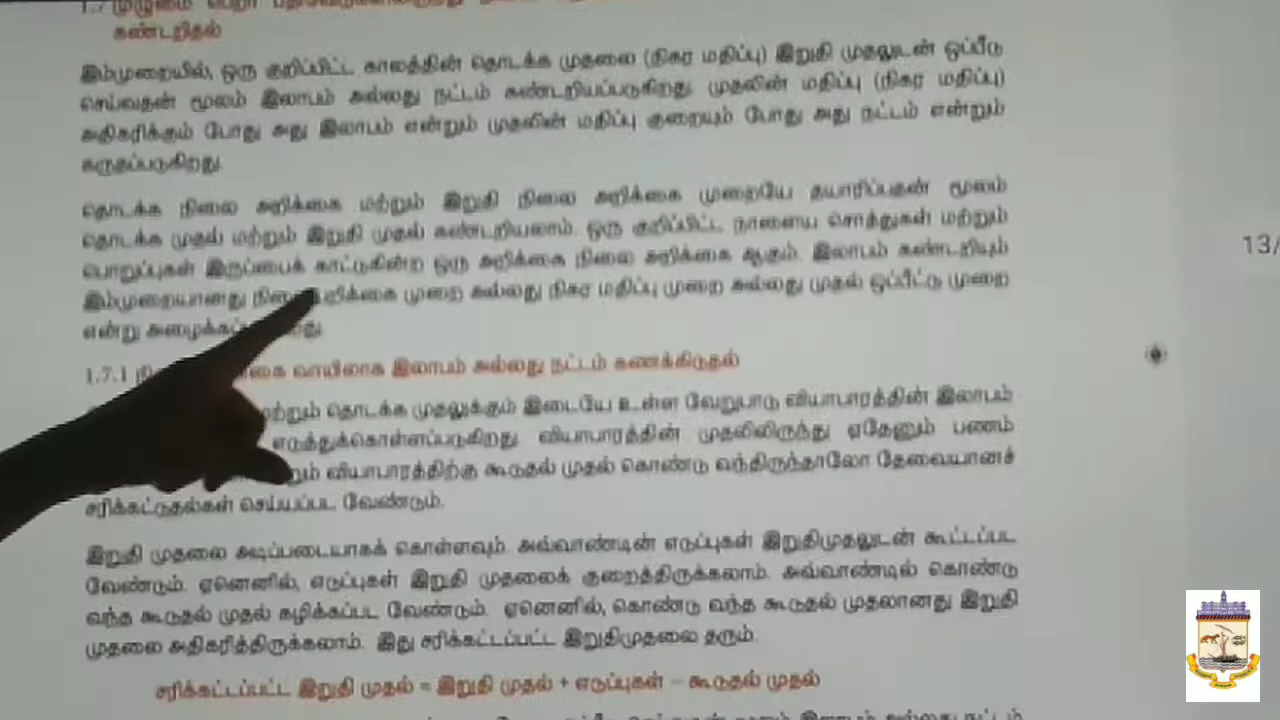 கண்டறிதல்
இம்முறையில், ஒரு குறிப்பிட்ட காலத்தின் தொடக்க முதலை (நிகர மதிப்பு) இறுதி முதலுடன் ஒப்பீடு
செய்வதன் மூலம் இலாபம் அல்லது நட்டம் கண்டறியப்படுகிறது. முதலின் மதிப்பு (நிகர மதிப்பு)
அதிகரிக்கும் போது அது இலாபம் என்றும் முதலின் மதிப்பு குறையும் போது அது நட்டம் என்றும்
கருதப்படுகிறது.
தொடக்க நிலை அறிக்கை மற்றும் இறுதி நிலை அறிக்கை முறையே தயாரிப்பதன் மூலம்
தொடக்க முதல் மற்றும் இறுதி முதல் கண்டறியலாம். ஒரு குறிப்பிட்ட நாளைய சொத்துகள் மற்றும்
பொறுப்புகள் இருப்பைக் காட்டுகின்ற ஒரு அறிக்கை நிலை அறிக்கை ஆகும். இலாபம் கண்டறியும்
இம்முறையானது முறை அல்லது நிகர மதிப்பு முறை அல்லது முதல் ஒப்பீட்டு முறை
என்று
1.7.1 வாயிலாக இலாபம் அல்லது நட்டம் கணக்கிடுதல்
மற்றும் தொடக்க முதலுக்கும் இடையே உள்ள வேறுபாடு வியாபாரத்தின் இலாபம்
எடுத்துக்கொள்ளப்படுகிறது. வியாபாரத்தின் முதலிலிருந்து ஏதேனும் பணம்
வியாபாரத்திற்கு கூடுதல் முதல் கொண்டு வந்திருந்தாலோ தேவையானச்
சரிக்கட்டுதல்கள் செய்யப்பட வேண்டும்.
இறுதி முதலை அடிப்படையாகக் கொள்ளவும். அவ்வாண்டின் எடுப்புகள் இறுதிமுதலுடன் கூட்டப்பட
வேண்டும். ஏனெனில், எடுப்புகள் இறுதி முதலைக் குறைத்திருக்கலாம். அவ்வாண்டில் கொண்டு
வந்த கூடுதல் முதல் கழிக்கப்பட வேண்டும். ஏனெனில், கொண்டு வந்த கூடுதல் முதலானது இறுதி
முதலை அதிகரித்திருக்கலாம். இது சரிக்கட்டப்பட்ட இறுதிமுதலை தரும்.
சரிக்கட்டப்பட்ட இறுதி முதல் = இறுதி முதல் + எடுப்புகள் – கூடுதல் முதல்
13/